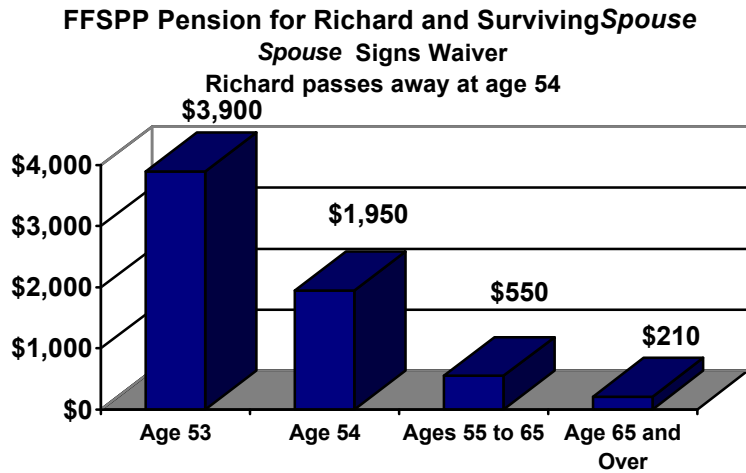 FFSPP Pension for Richard and SurvivingSpouse
Spouse Signs Waiver
Richard passes away at age 54
$3,900
$4,000
$1,950
$3,000
$550
$2,000
$210
$1,000
$0
Age 53
Age 54
Ages 55 to 65
Age 65 and
Over